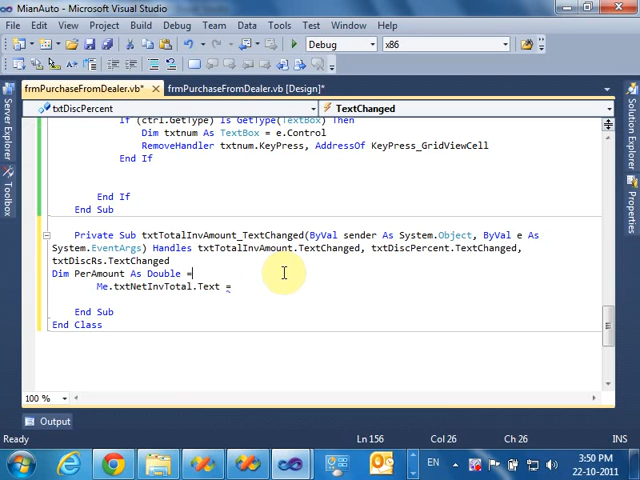 MianAuto - Microsoft Visual Studio
File Edit View Project Build Debug Team Data Tools Test Window Help
Debug x86
frmPurchaseFromDealer.vb* frmPurchaseFromDealer.vb [Design]*
txtDiscPercent TextChanged
Server Explorer
Toolbox
Solution Explorer
Properties
If (ctrl.GetType) Is GetType(TextBox) Then
Dim txtnum As TextBox = e.Control
RemoveHandler txtnum.KeyPress, AddressOf KeyPress_GridViewCell
End If
End If
End Sub
Private Sub txtTotalInvAmount_TextChanged(ByVal sender As System.Object, ByVal e As
System.EventArgs) Handles txtTotalInvAmount.TextChanged, txtDiscPercent.TextChanged,
txtDiscRs.TextChanged
Dim PerAmount As Double =
Me.txtNetInvTotal.Text =
End Sub
End Class
100 %
Output
Ready Ln 156 Col 26 Ch 26
EN 3:50 PM
22-10-2011